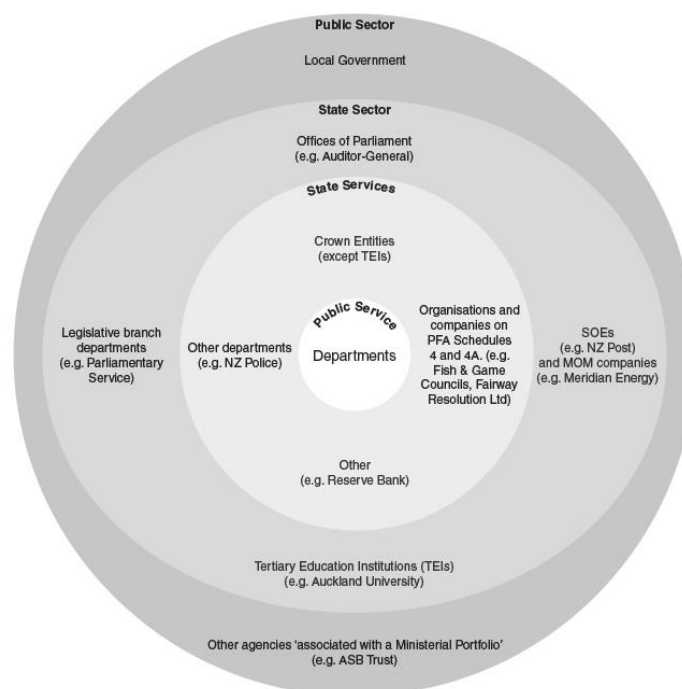 Public Sector
Local Government
State Sector
Offices of Parliament
(e.g. Auditor-General)
State Services
Crown Entities
(except TEIs)
Public Service
Departments
Legislative branch
departments
(e.g. Parliamentary
Service)
Other departments
(e.g. NZ Police)
Organisations and
companies on
PFA Schedules
4 and 4A. (e.g.
Fish & Game
Councils, Fairway
Resolution Ltd)
SOEs
(e.g. NZ Post)
and MOM companies
(e.g. Meridian Energy)
Other
(e.g. Reserve Bank)
Tertiary Education Institutions (TEIs)
(e.g. Auckland University)
Other agencies ‘associated with a Ministerial Portfolio’
(e.g. ASB Trust)